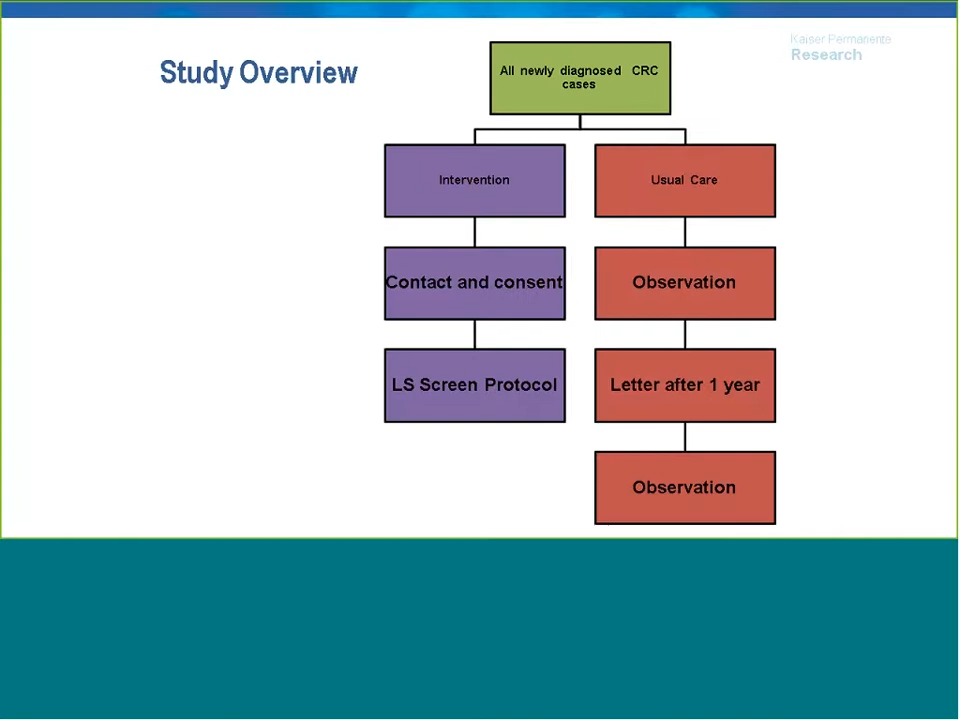 Study Overview
Kaiser Permanente
Research
All newly diagnosed CRC
cases
Intervention
Usual Care
Contact and consent
Observation
LS Screen Protocol
Letter after 1 year
Observation